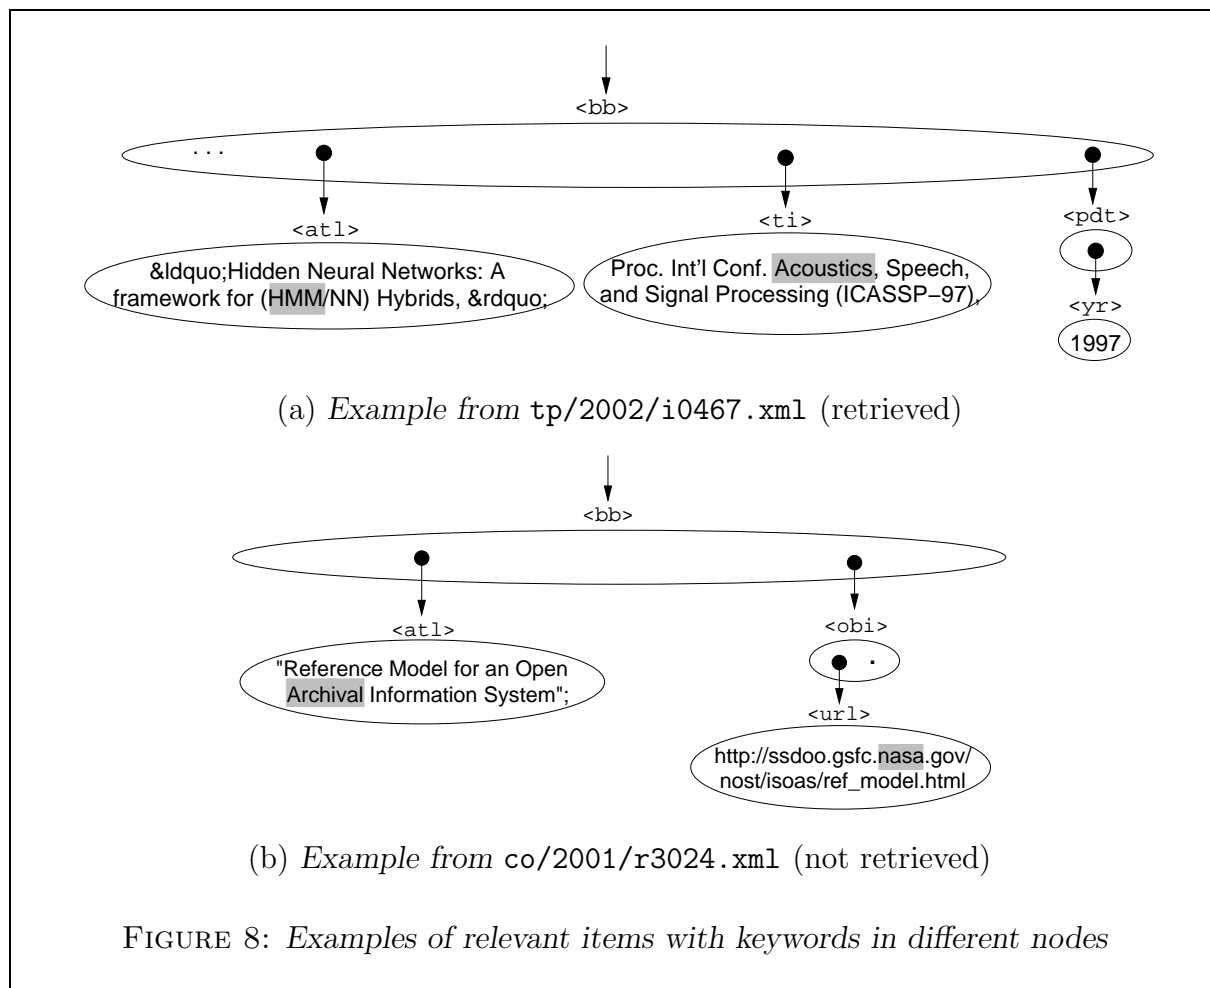 <bb>
. . .
<atl>
<ti>
<pdt>
&ldquo;Hidden Neural Networks: A
framework for (HMM/NN) Hybrids, &rdquo;
Proc. Int'l Conf. Acoustics, Speech,
and Signal Processing (ICASSP−97),
<yr>
1997
(a) Example from tp/2002/i0467.xml (retrieved)
<bb>
<atl>
<obi>
"Reference Model for an Open
Archival Information System";
.
<url>
http://ssdoo.gsfc.nasa.gov/
nost/isoas/ref_model.html
(b) Example from co/2001/r3024.xml (not retrieved)
FIGURE 8: Examples of relevant items with keywords in different nodes